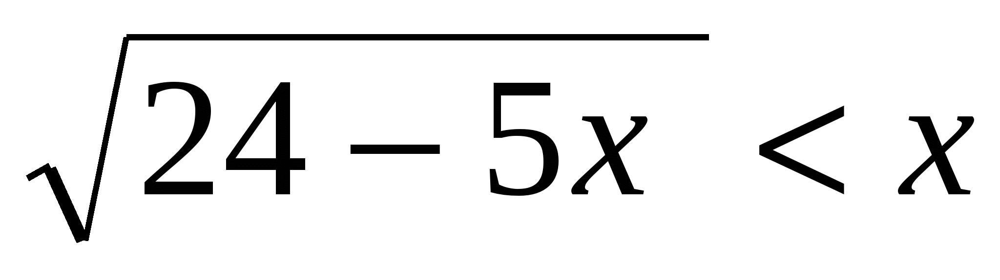 √24 − 5x < x